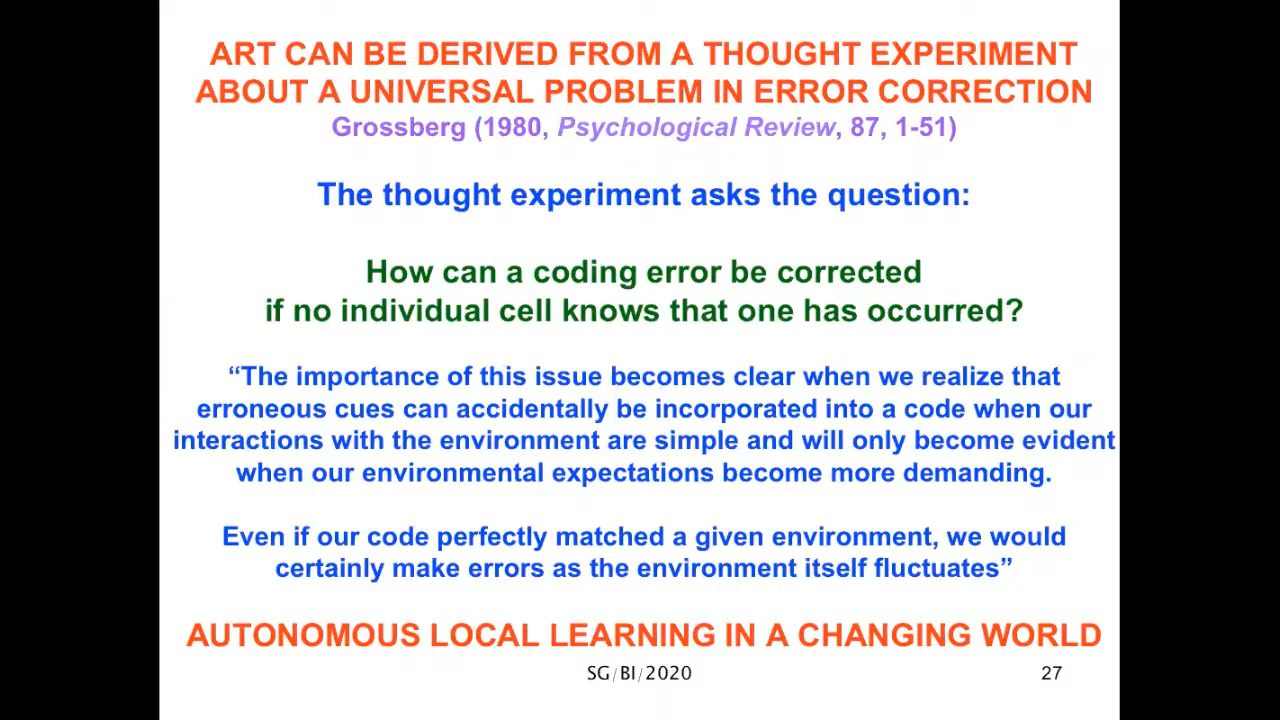 ART CAN BE DERIVED FROM A THOUGHT EXPERIMENT
ABOUT A UNIVERSAL PROBLEM IN ERROR CORRECTION
Grossberg (1980, Psychological Review, 87, 1-51)
The thought experiment asks the question:
How can a coding error be corrected
if no individual cell knows that one has occurred?
“The importance of this issue becomes clear when we realize that
erroneous cues can accidentally be incorporated into a code when our
interactions with the environment are simple and will only become evident
when our environmental expectations become more demanding.
Even if our code perfectly matched a given environment, we would
certainly make errors as the environment itself fluctuates”
AUTONOMOUS LOCAL LEARNING IN A CHANGING WORLD
SG/BI/2020
27